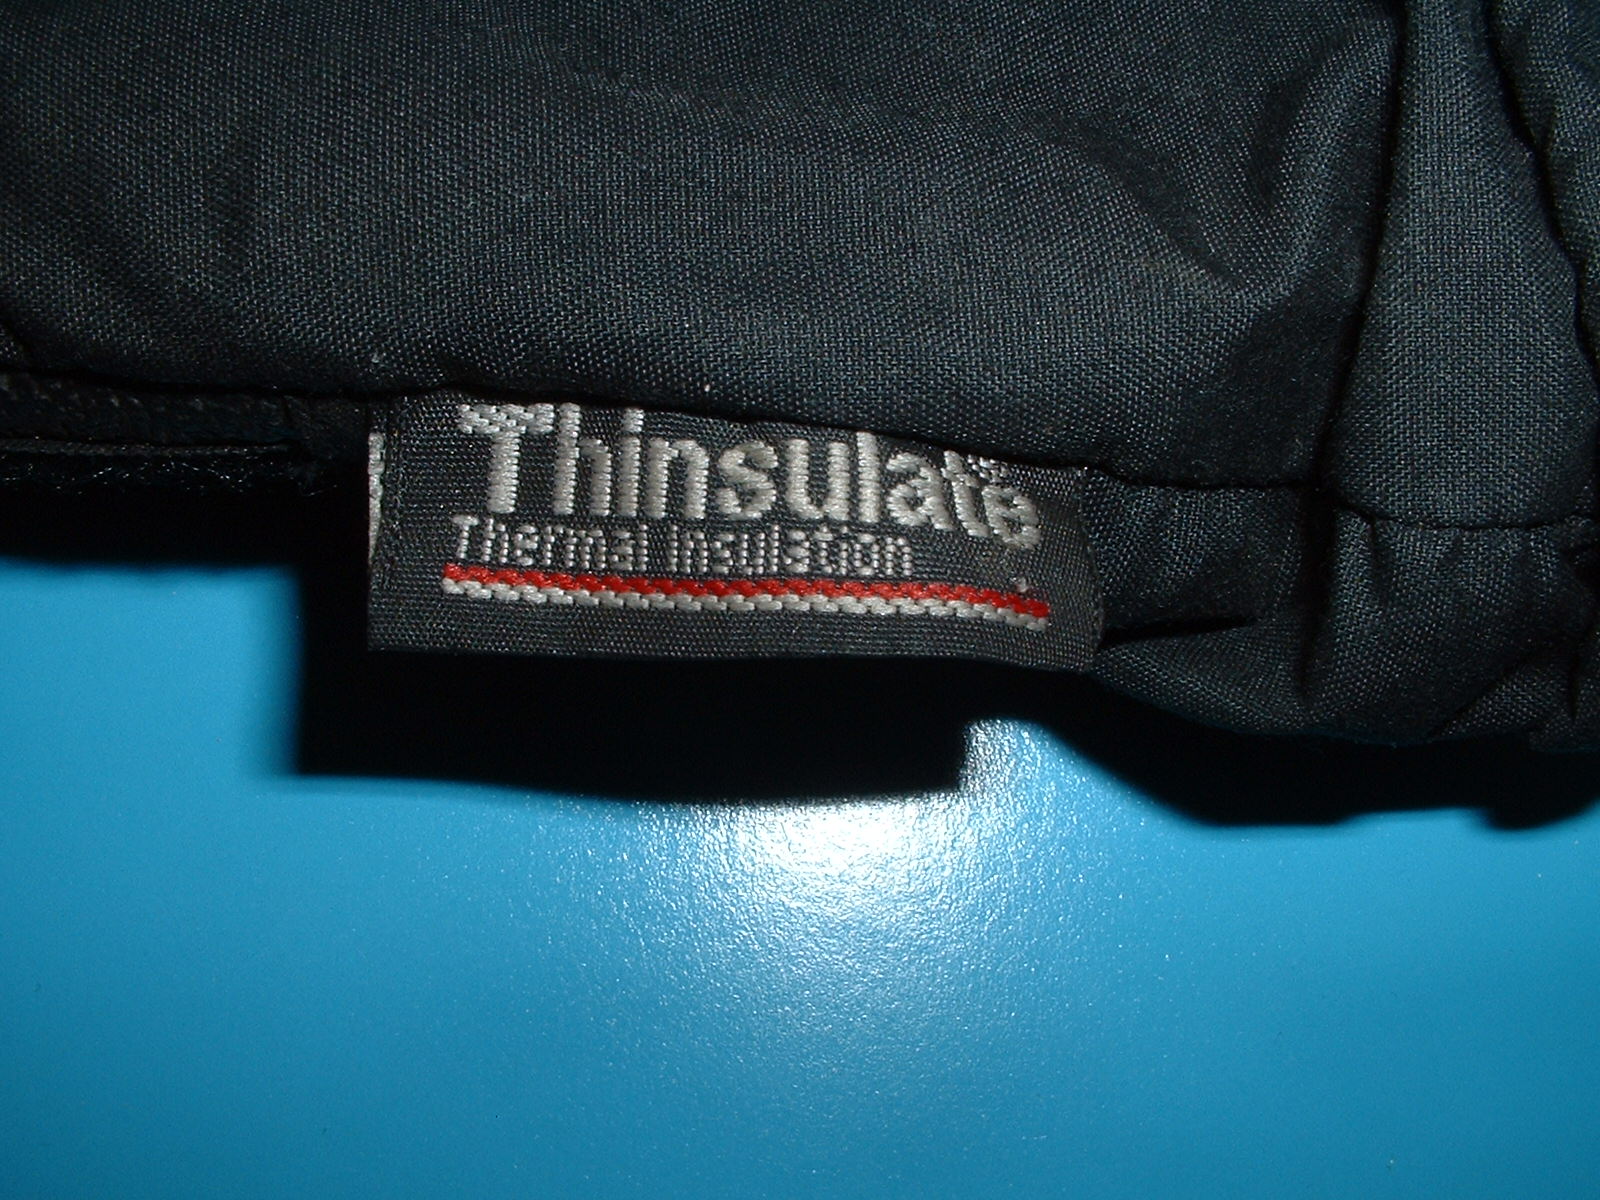 Thinsulate
Thermal Insulation